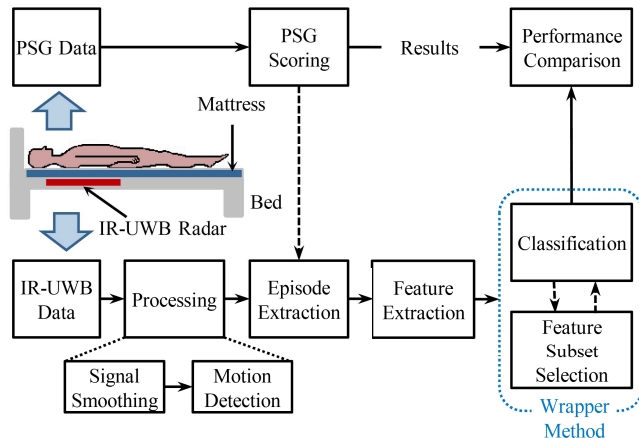 PSG Data
PSG
Scoring
Results
Performance
Comparison
Mattress
Bed
IR-UWB Radar
IR-UWB
Data
Processing
Episode
Extraction
Feature
Extraction
Classification
Feature
Subset
Selection
Signal
Smoothing
Motion
Detection
Wrapper
Method